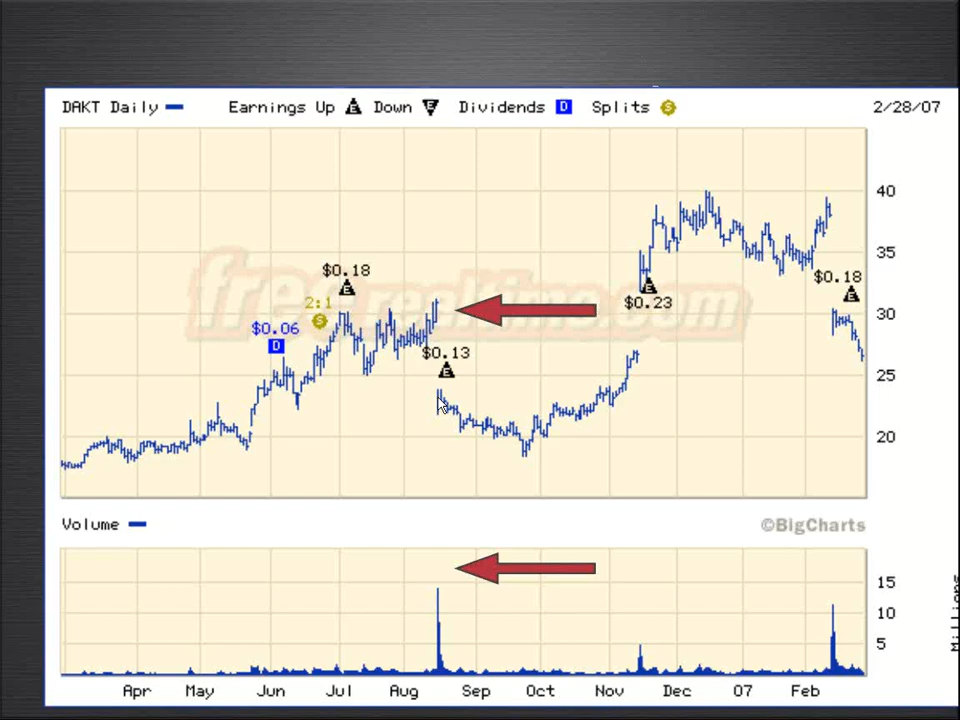 DAKT Daily Earnings Up E Down E Dividends D Splits S 2/28/07
40
35
$0.18
$0.18
2:1
$0.23
freerealtime.com
30
$0.06
$0.13
25
20
Volume ©BigCharts
15
10
5
Millions
Apr May Jun Jul Aug Sep Oct Nov Dec 07 Feb